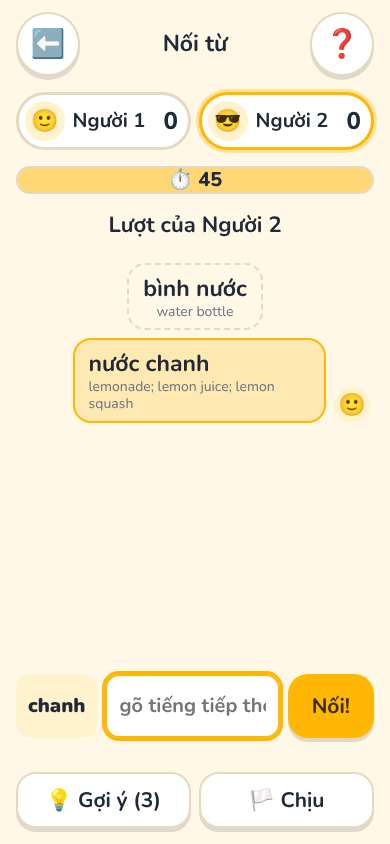 Nối từ
Người 1 0
Người 2 0
45
Lượt của Người 2
bình nước
water bottle
nước chanh
lemonade; lemon juice; lemon
squash
chanh
gõ tiếng tiếp
Nối!
Gợi ý (3)
Chịu